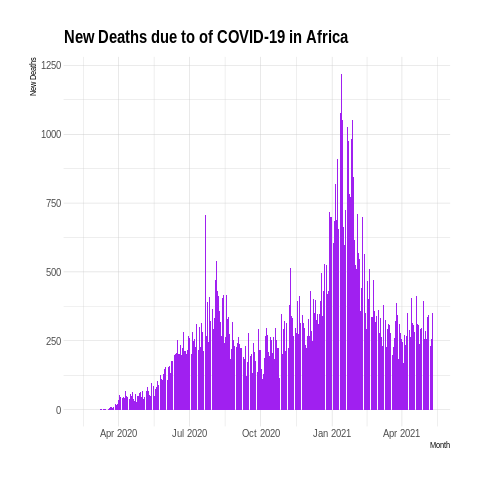 New Deaths due to of COVID-19 in Africa
New Deaths
1250
1000
750
500
250
0
Apr 2020 Jul 2020 Oct 2020 Jan 2021 Apr 2021
Month